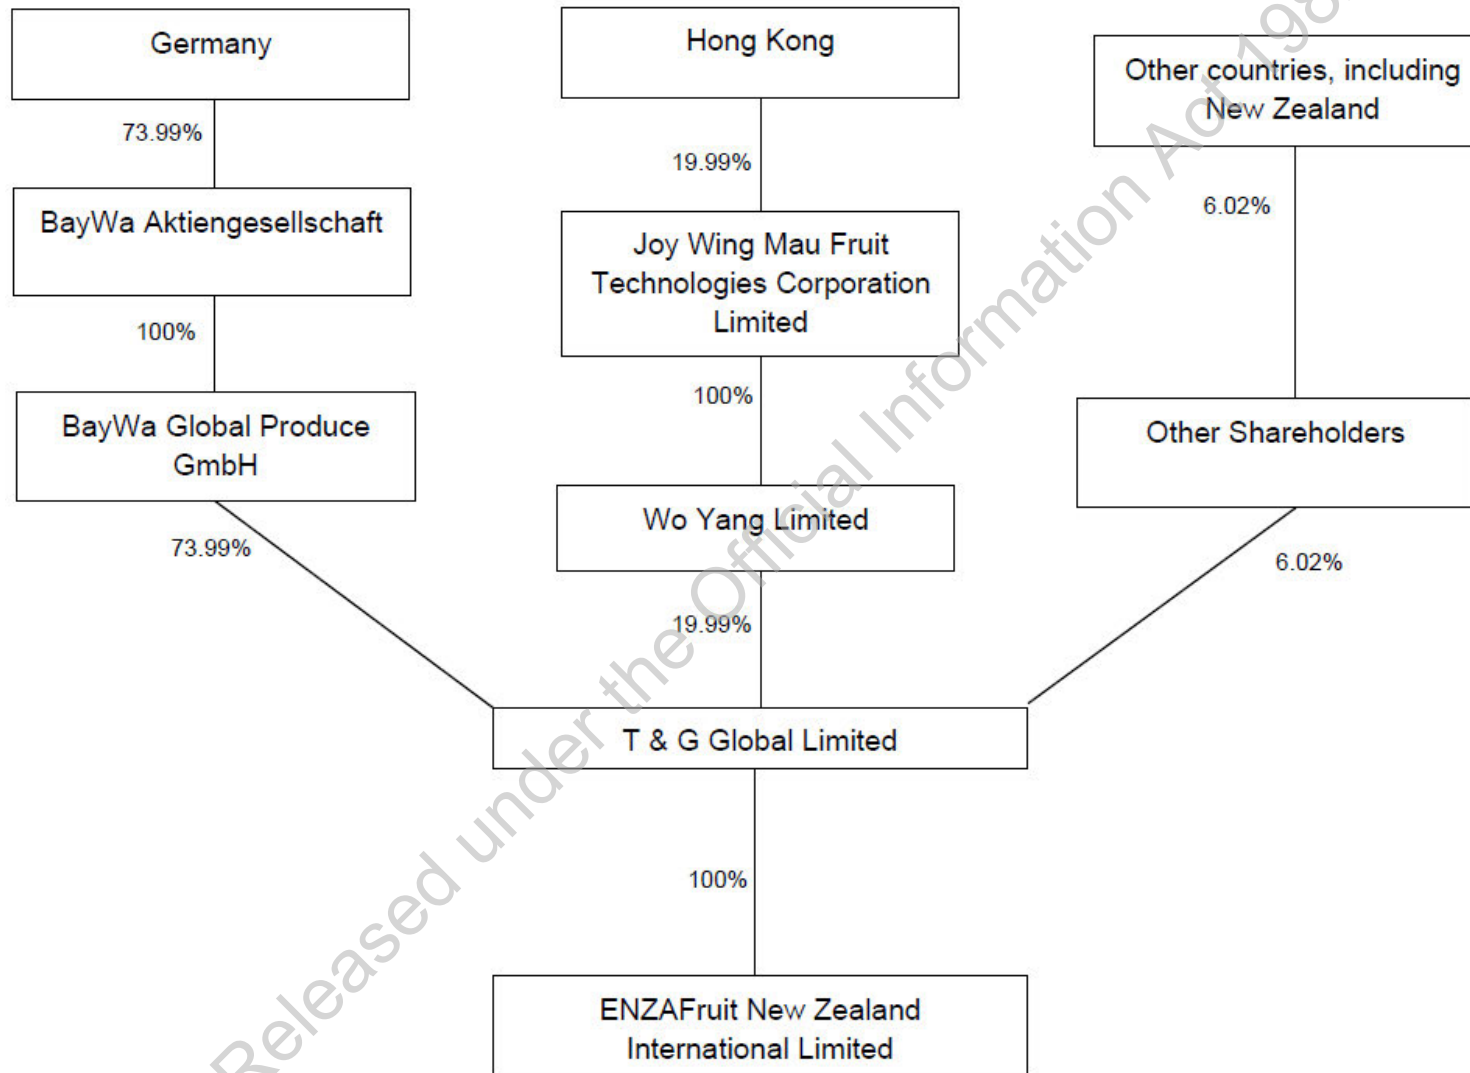 Germany
Hong Kong
Other countries, including
New Zealand
73.99%
19.99%
6.02%
BayWa Aktiengesellschaft
Joy Wing Mau Fruit
Technologies Corporation
Limited
100%
100%
BayWa Global Produce
GmbH
Other Shareholders
Wo Yang Limited
73.99%
19.99%
6.02%
T & G Global Limited
100%
ENZAFruit New Zealand
International Limited
Released under the Official Information Act 198